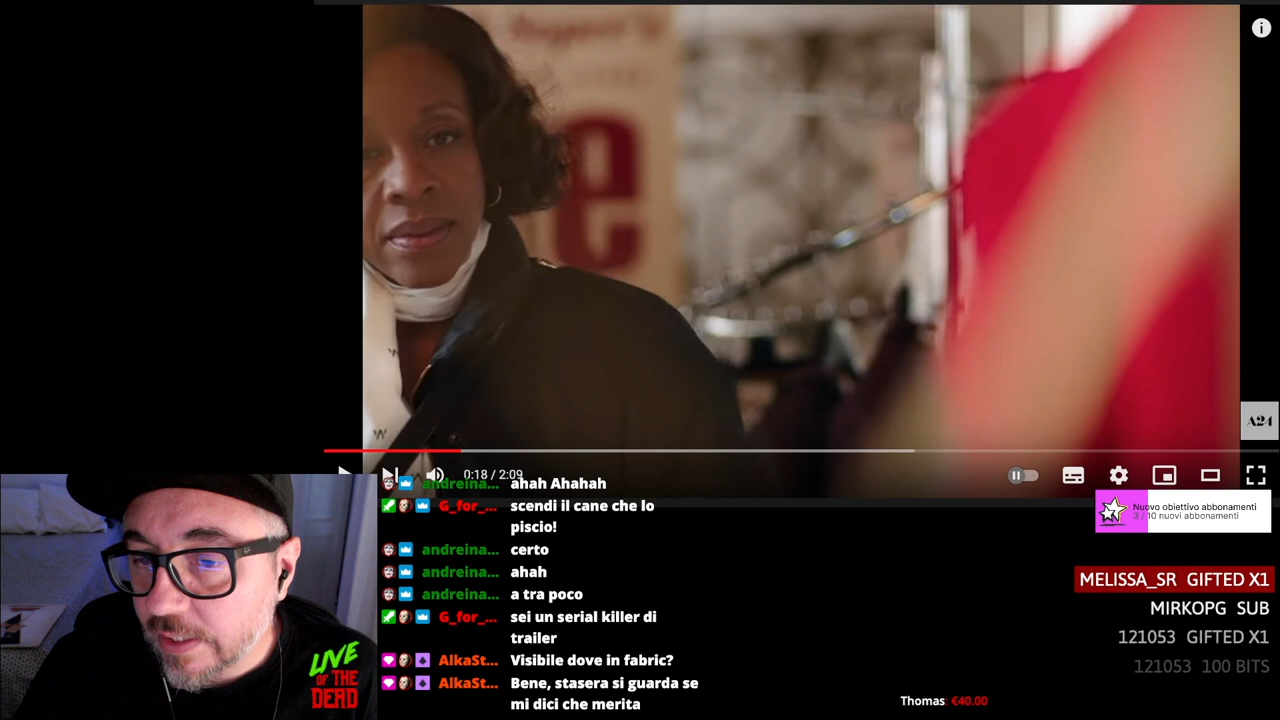 e
A24
0:18 / 2:09
andreina... ahah Ahahah
G_for_... scendi il cane che lo
piscio!
andreina... certo
andreina... ahah
andreina... a tra poco
G_for_... sei un serial killer di
trailer
AlkaSt... Visibile dove in fabric?
AlkaSt... Bene, stasera si guarda se
mi dici che merita
Nuovo obiettivo abbonamenti
3 / 10 nuovi abbonamenti
MELISSA_SR GIFTED X1
MIRKOPG SUB
121053 GIFTED X1
121053 100 BITS
Thomas: €40.00
LIVE
OF THE
DEAD